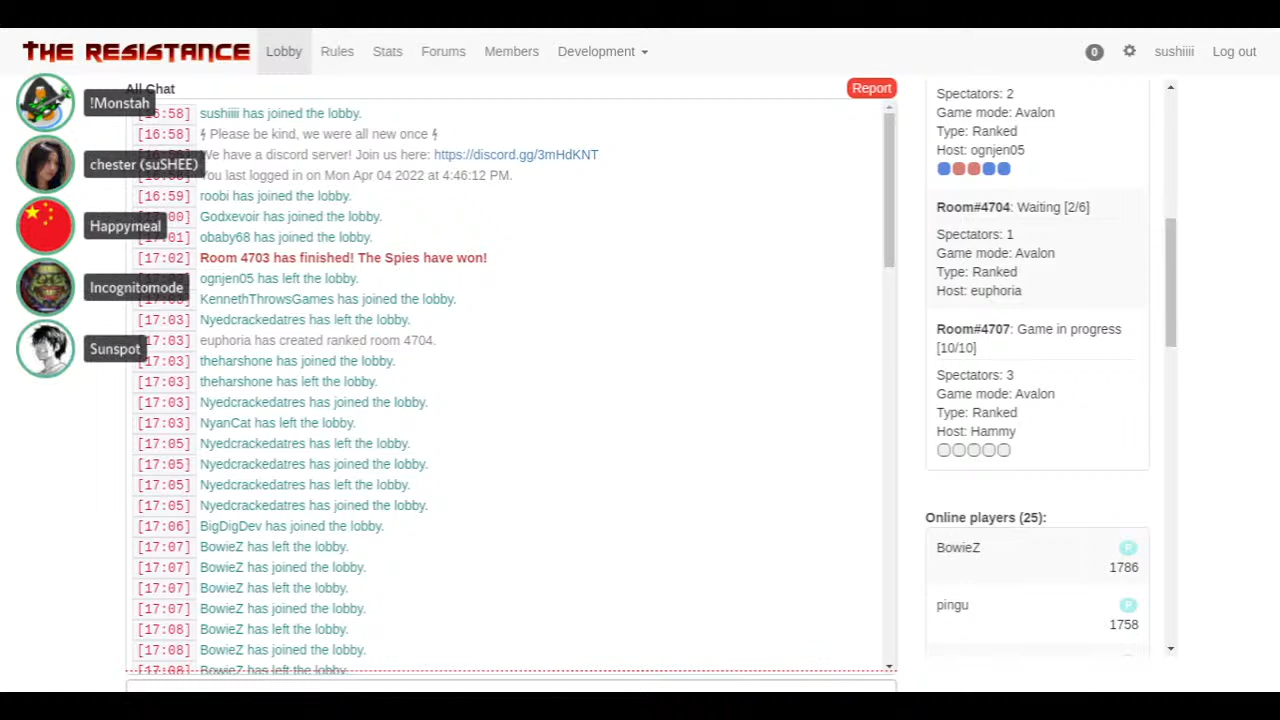 THE RESISTANCE Lobby Rules Stats Forums Members Development 0 sushiiii Log out
All Chat
Report
!Monstah
chester (suSHEE)
Happymeal
Incognitomode
Sunspot
[16:58] sushiiii has joined the lobby.
[16:58] Please be kind, we were all new once
We have a discord server! Join us here: https://discord.gg/3mHdKNT
You last logged in on Mon Apr 04 2022 at 4:46:12 PM.
[16:59] roobi has joined the lobby.
[17:00] Godxevoir has joined the lobby.
[17:01] obaby68 has joined the lobby.
[17:02] Room 4703 has finished! The Spies have won!
ognjen05 has left the lobby.
KennethThrowsGames has joined the lobby.
[17:03] Nyedcrackedatres has left the lobby.
[17:03] euphoria has created ranked room 4704.
[17:03] theharshone has joined the lobby.
[17:03] theharshone has left the lobby.
[17:03] Nyedcrackedatres has joined the lobby.
[17:03] NyanCat has left the lobby.
[17:05] Nyedcrackedatres has left the lobby.
[17:05] Nyedcrackedatres has joined the lobby.
[17:05] Nyedcrackedatres has left the lobby.
[17:05] Nyedcrackedatres has joined the lobby.
[17:06] BigDigDev has joined the lobby.
[17:07] BowieZ has left the lobby.
[17:07] BowieZ has joined the lobby.
[17:07] BowieZ has left the lobby.
[17:07] BowieZ has joined the lobby.
[17:08] BowieZ has left the lobby.
[17:08] BowieZ has joined the lobby.
[17:08] BowieZ has left the lobby.
Spectators: 2
Game mode: Avalon
Type: Ranked
Host: ognjen05
Room#4704: Waiting [2/6]
Spectators: 1
Game mode: Avalon
Type: Ranked
Host: euphoria
Room#4707: Game in progress
[10/10]
Spectators: 3
Game mode: Avalon
Type: Ranked
Host: Hammy
Online players (25):
BowieZ P
1786
pingu P
1758